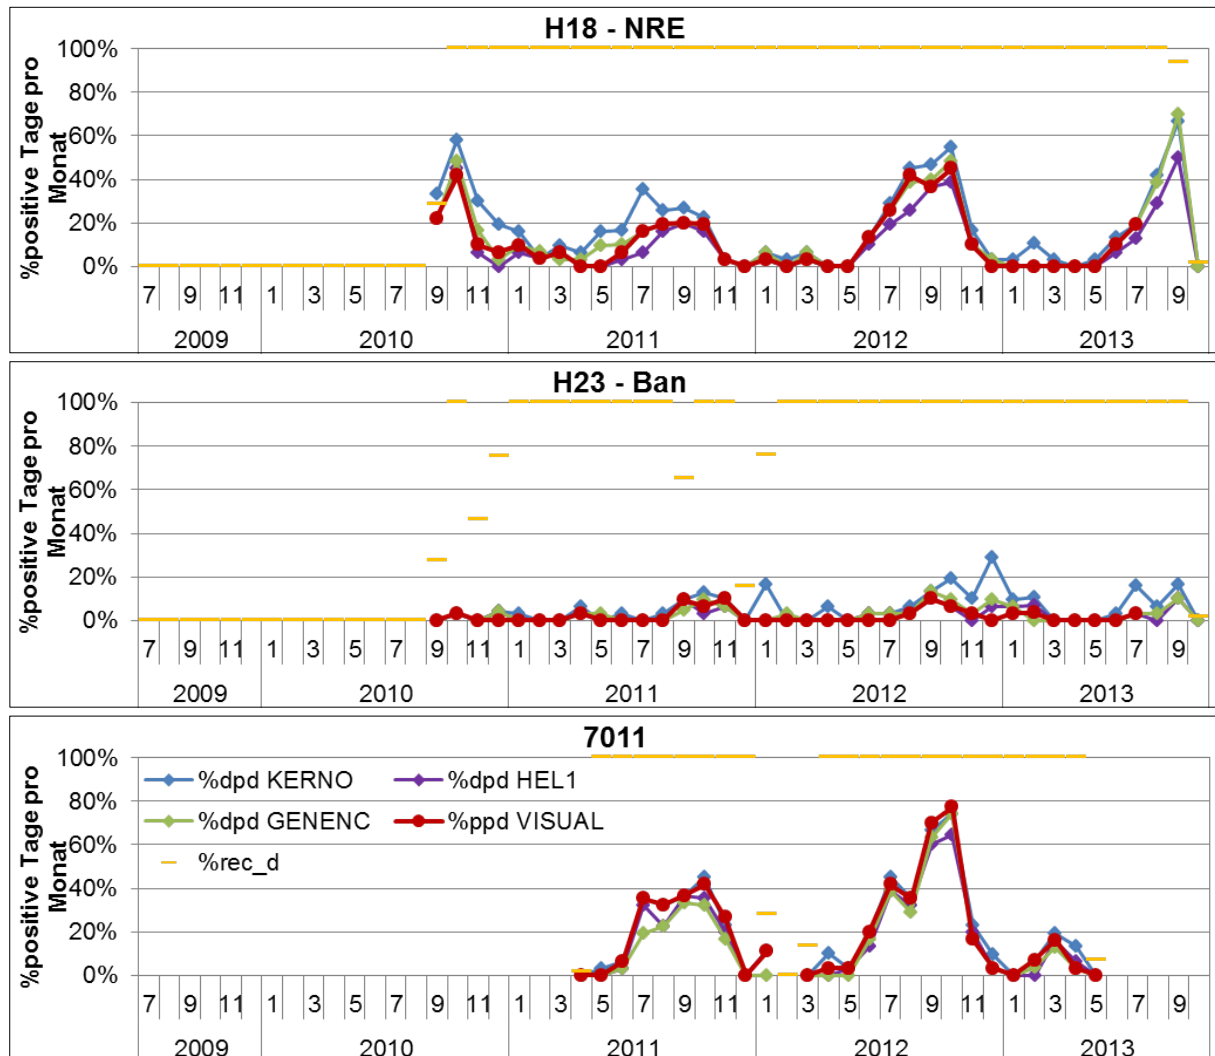 H18 - NRE
%positive Tage pro
Monat
100%
80%
60%
40%
20%
0%
7 9 11 1 3 5 7 9 11 1 3 5 7 9 11 1 3 5 7 9 11 1 3 5 7 9
2009 2010 2011 2012 2013
H23 - Ban
%positive Tage pro
Monat
100%
80%
60%
40%
20%
0%
7 9 11 1 3 5 7 9 11 1 3 5 7 9 11 1 3 5 7 9 11 1 3 5 7 9
2009 2010 2011 2012 2013
7011
%positive Tage pro
Monat
100%
80%
60%
40%
20%
0%
%dpd KERNO %dpd HEL1
%dpd GENENC %ppd VISUAL
%rec_d
7 9 11 1 3 5 7 9 11 1 3 5 7 9 11 1 3 5 7 9 11 1 3 5 7 9
2009 2010 2011 2012 2013